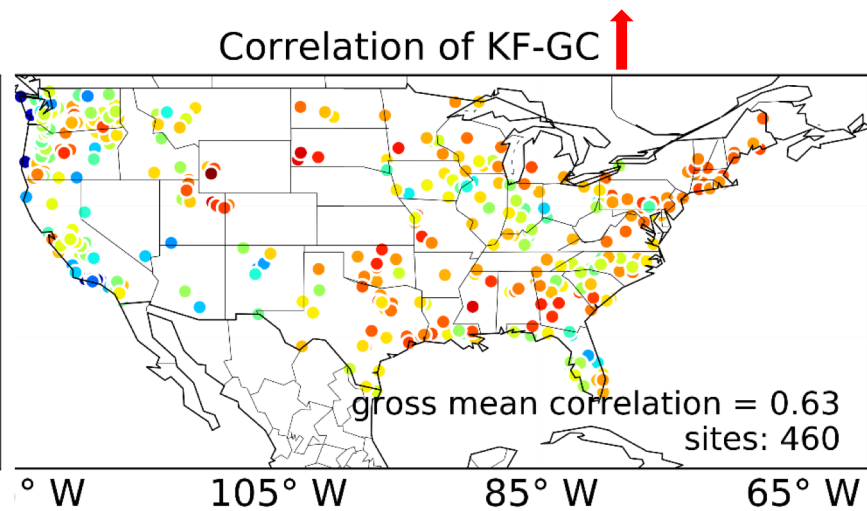 Correlation of KF-GC
gross mean correlation = 0.63
sites: 460
° W 105° W 85° W 65° W